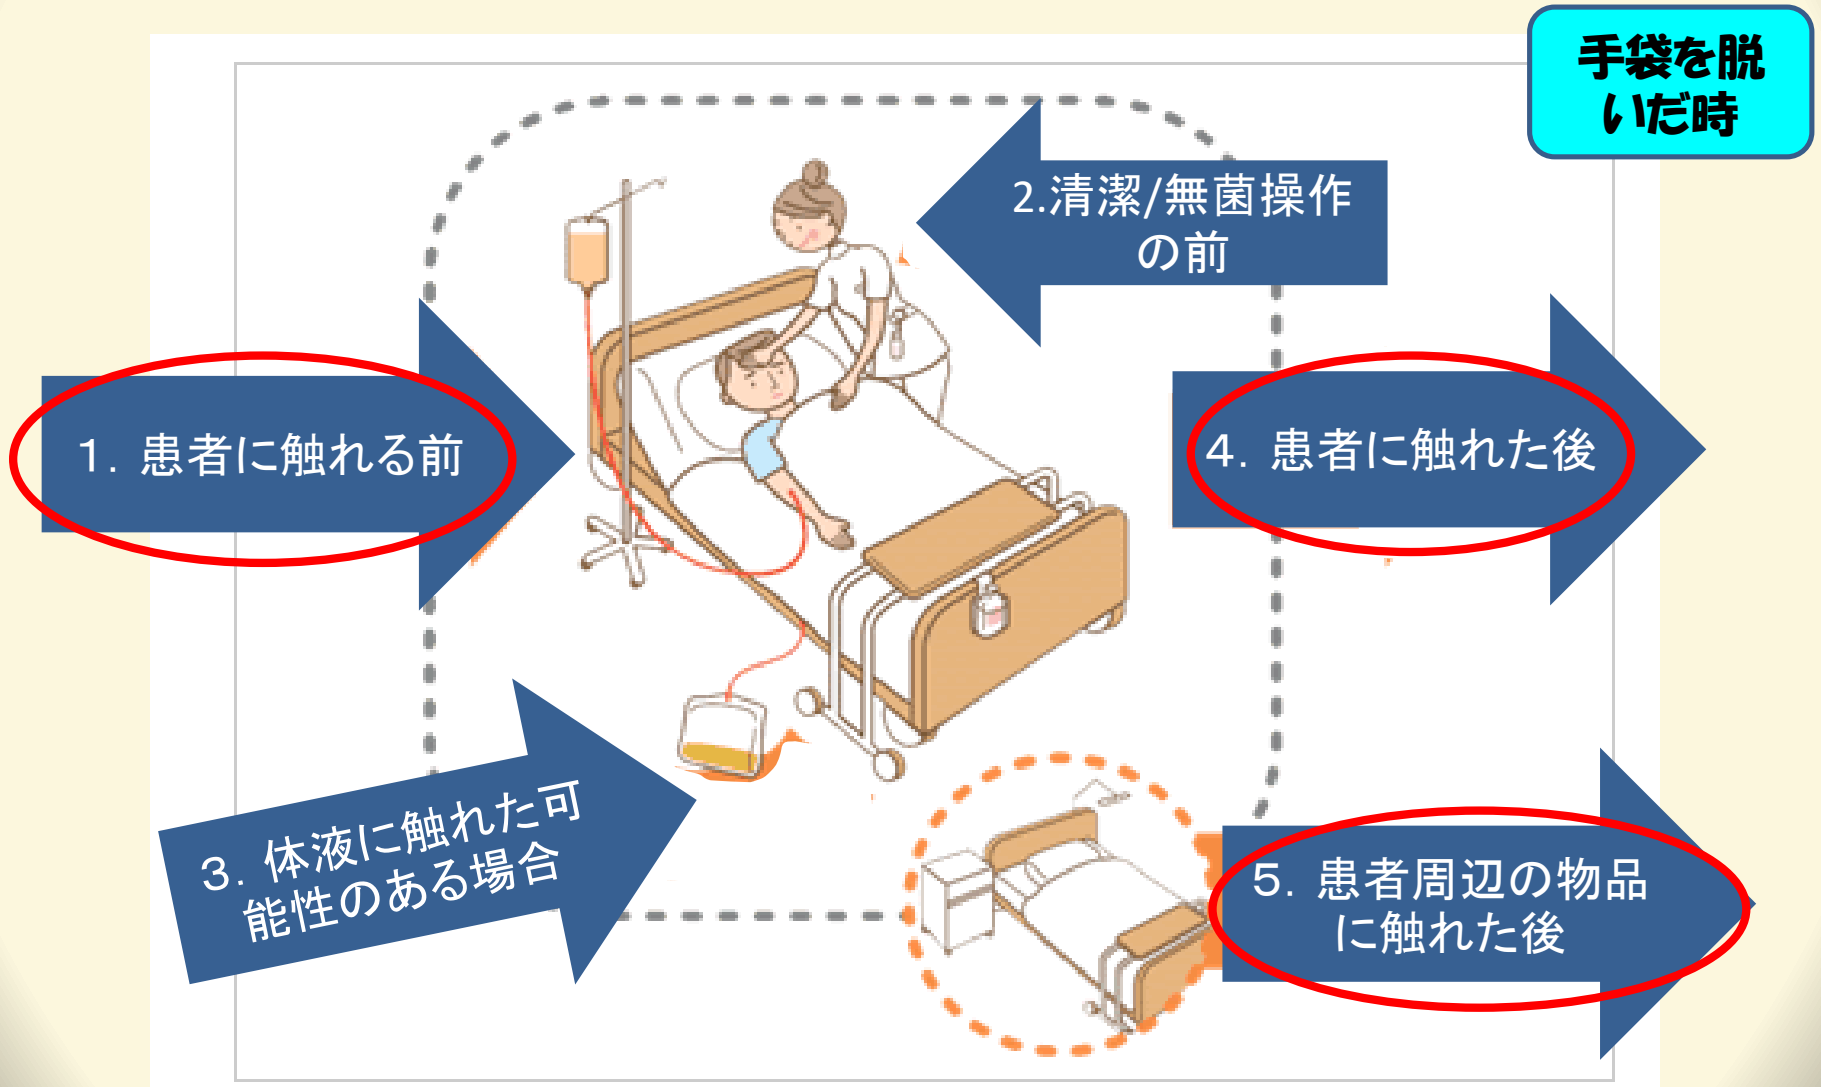 手袋を脱
いだ時
2.清潔/無菌操作
の前
1. 患者に触れる前
4. 患者に触れた後
3. 体液に触れた可
能性のある場合
5. 患者周辺の物品
に触れた後